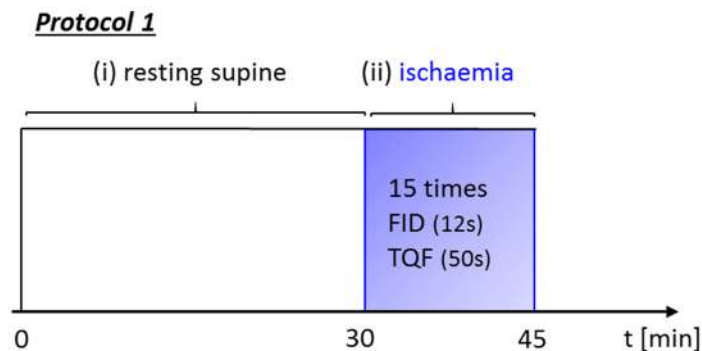 Protocol 1
(i) resting supine (ii) ischaemia
15 times
FID (12s)
TQF (50s)
0 30 45 t [min]